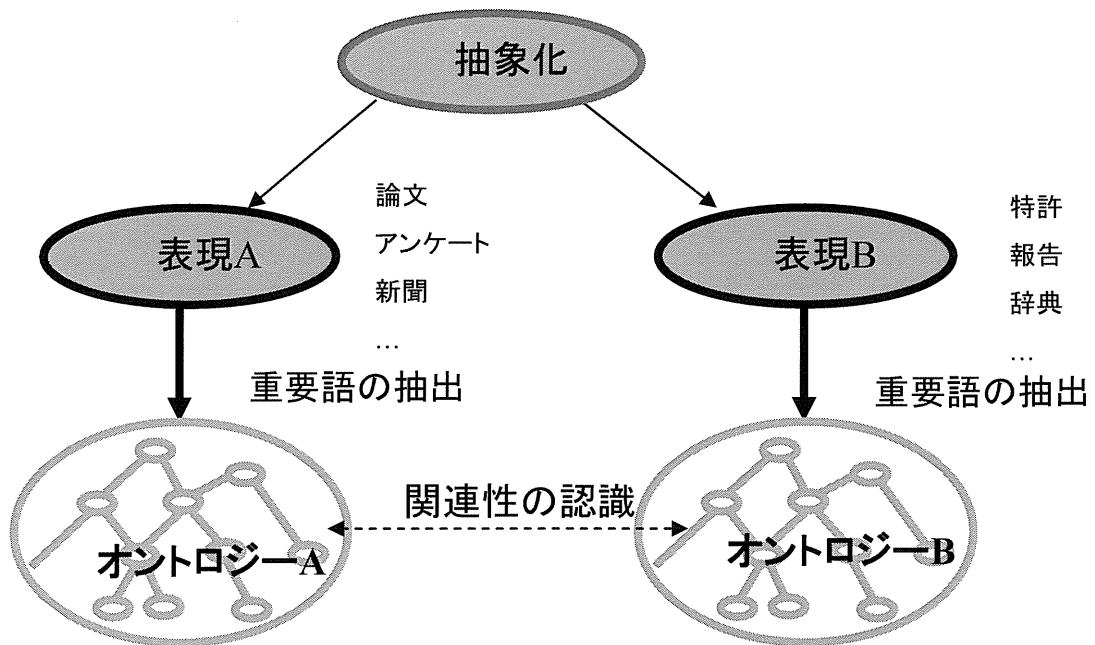 抽象化
表現A
論文
アンケート
新聞
…
重要語の抽出
表現B
特許
報告
辞典
…
重要語の抽出
関連性の認識
オントロジーA
オントロジーB